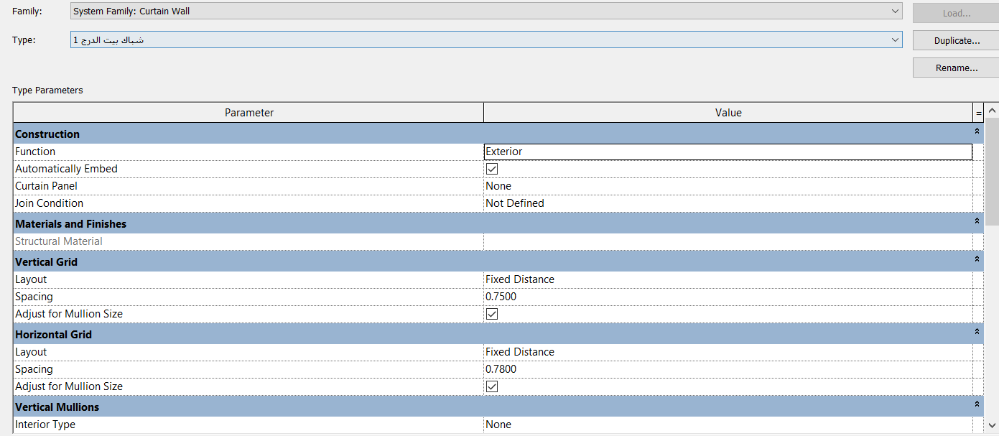 Family: System Family: Curtain Wall Load...
Type: شباك بيت الدرج 1 Duplicate...
Rename...
Type Parameters
Parameter Value =
Construction
Function Exterior
Automatically Embed
Curtain Panel None
Join Condition Not Defined
Materials and Finishes
Structural Material
Vertical Grid
Layout Fixed Distance
Spacing 0.7500
Adjust for Mullion Size
Horizontal Grid
Layout Fixed Distance
Spacing 0.7800
Adjust for Mullion Size
Vertical Mullions
Interior Type None